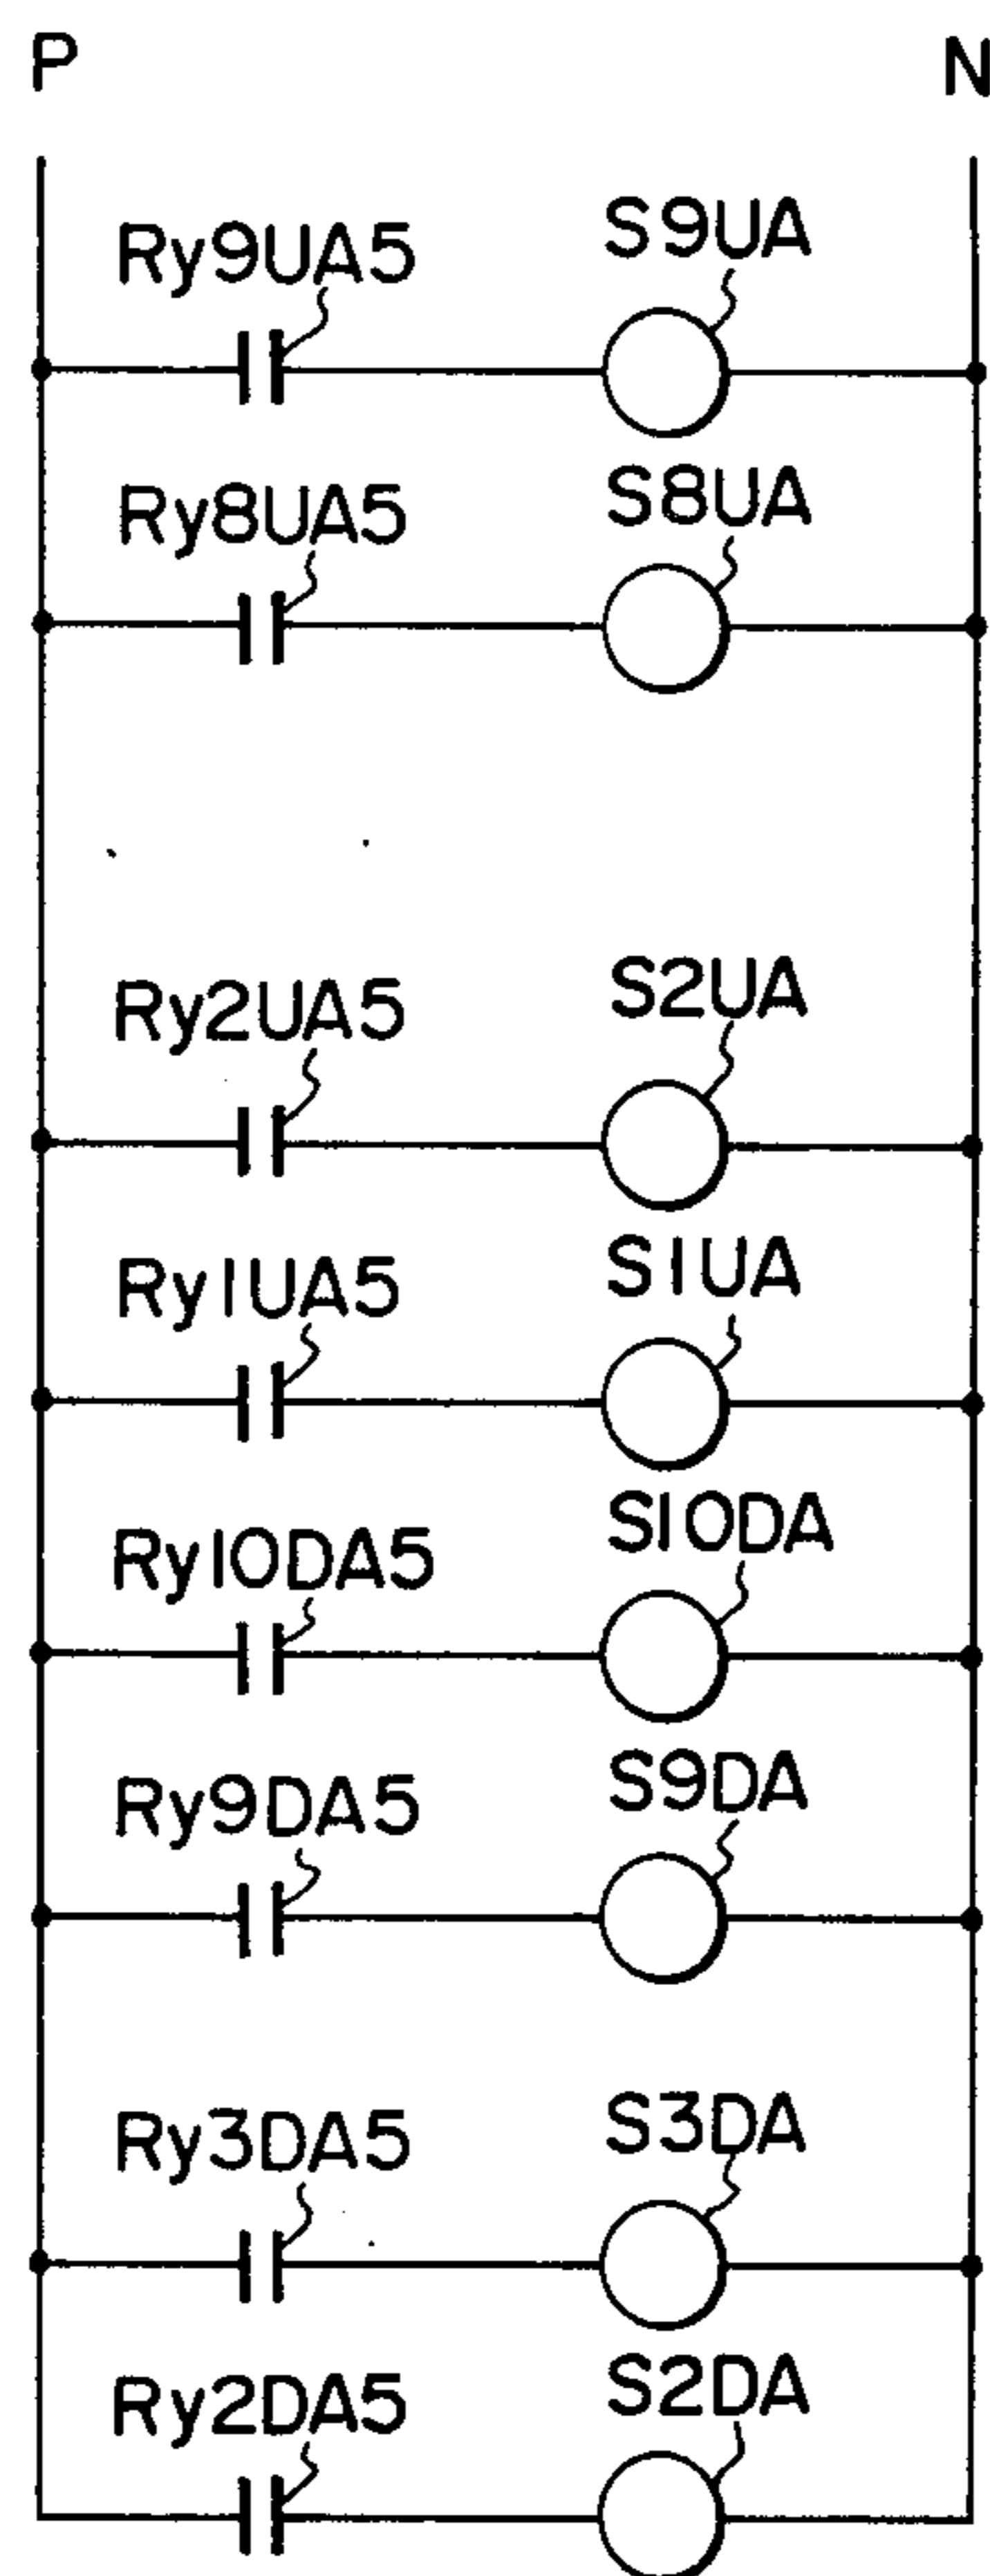 P N
Ry9UA5 S9UA
Ry8UA5 S8UA
Ry2UA5 S2UA
Ry1UA5 S1UA
Ry10DA5 S10DA
Ry9DA5 S9DA
Ry3DA5 S3DA
Ry2DA5 S2DA